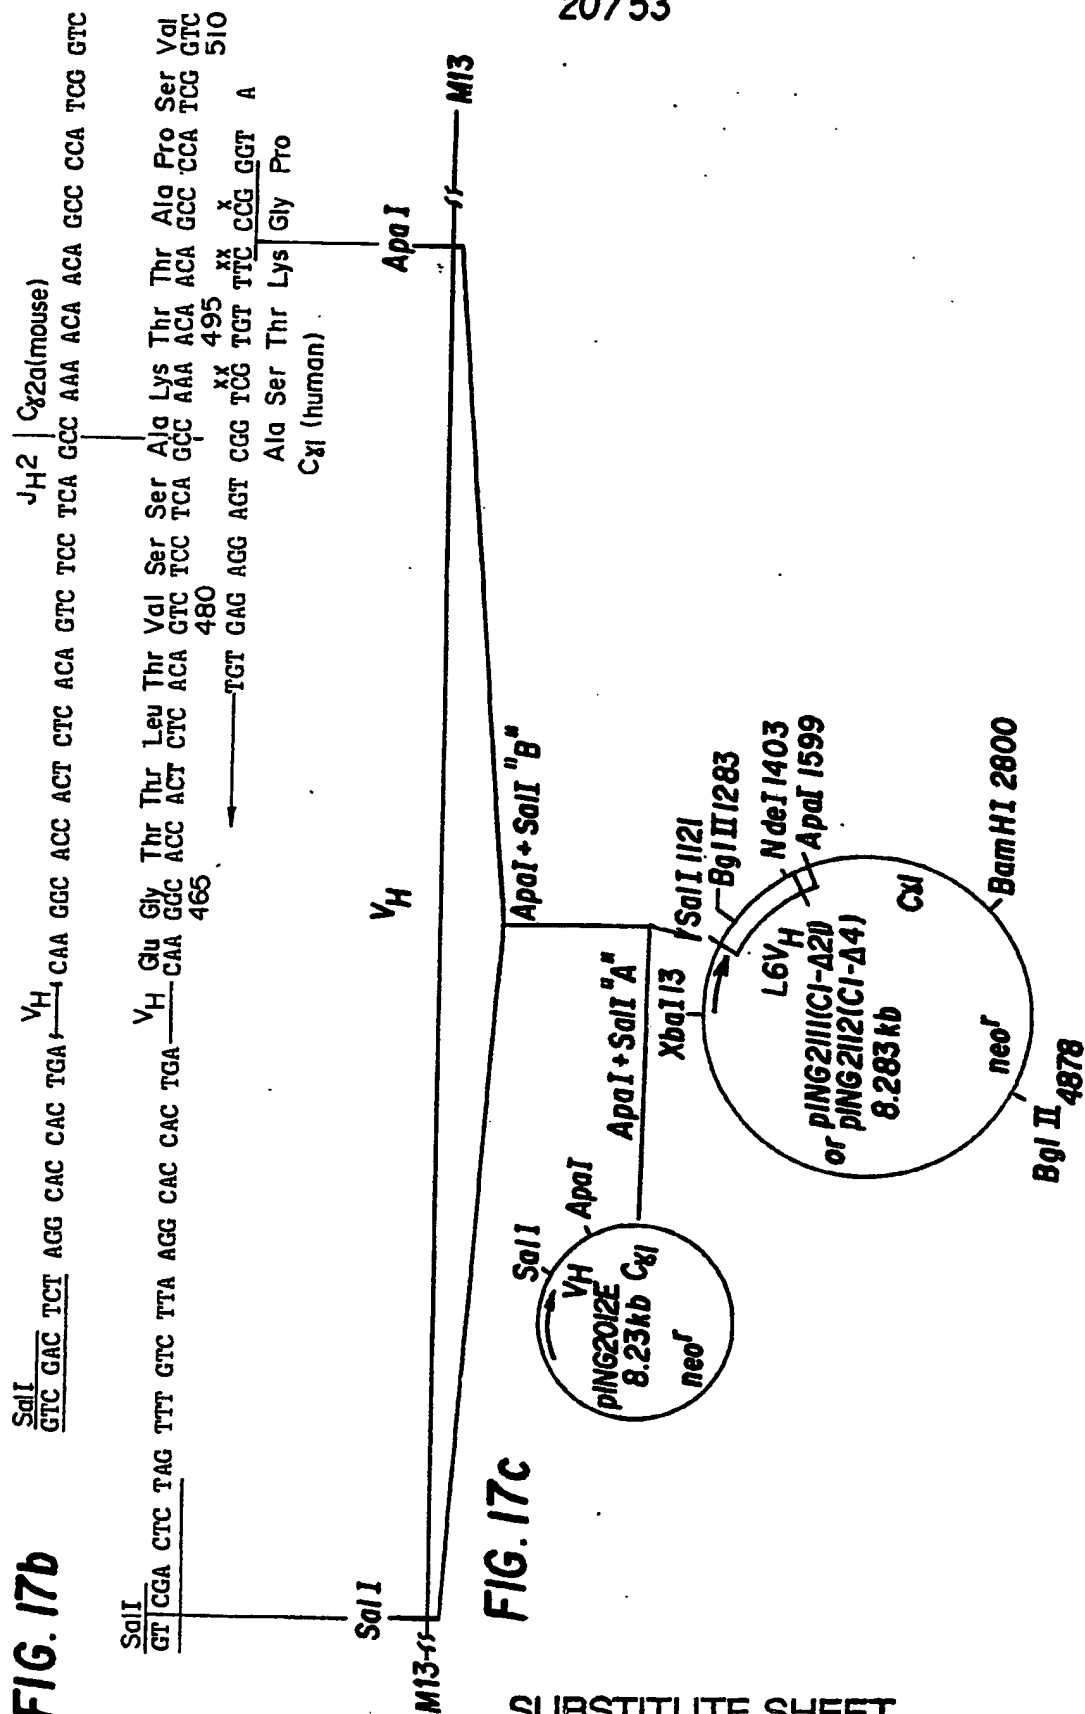 20/53
FIG. 17b
JH2 | Cγ2a(mouse)
SalI
GTC GAC TCT AGG CAC CAC TGA VH CAA GGC ACC ACT CTC ACA GTC TCC TCA GCC AAA ACA ACA GCC CCA TCG GTC
SalI
VH Glu Gly Thr Thr Leu Thr Val Ser Ser Ala Lys Thr Thr Ala Pro Ser Val
GT CGA CTC TAG TTT GTC TTA AGG CAC CAC TGA CAA GGC ACC ACT CTC ACA GTC TCC TCA GCC AAA ACA ACA GCC CCA TCG GTC
465 480 495 510
xx xx x
TGT GAG AGG AGT CGG TCG TGT TTC CCG GGT A
Ala Ser Thr Lys Gly Pro
Cγ1 (human)
SalI
VH
ApaI
M13
M13
ApaI+SalI "B"
FIG. 17c
ApaI+SalI "A"
SalI
ApaI
VH
pING2012E
8.23kb Cγ1
neor
XbaI 13
SalI 1121
BglII 1283
NdeI 1403
ApaI 1599
L6VH
Cγ1
or pING2111(C1-Δ21)
pING2112(C1-Δ4)
8.283kb
neor
BamHI 2800
Bgl II
4878
SUBSTITUTE SHEET